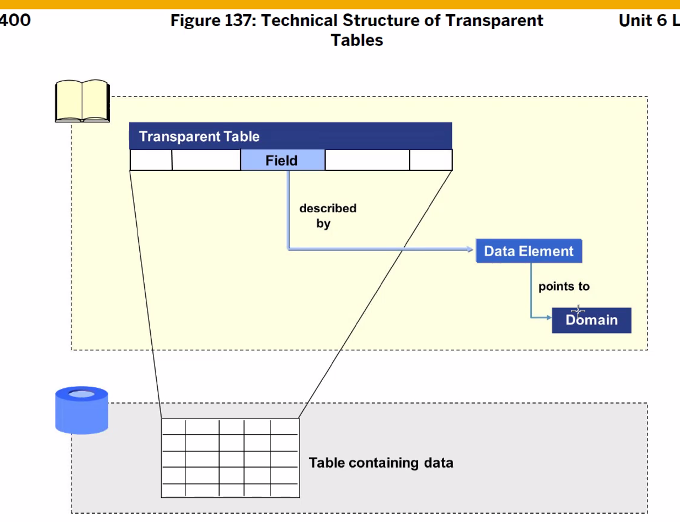 400
Figure 137: Technical Structure of Transparent
Tables
Unit 6 L
Transparent Table
Field
described
by
Data Element
points to
Domain
Table containing data